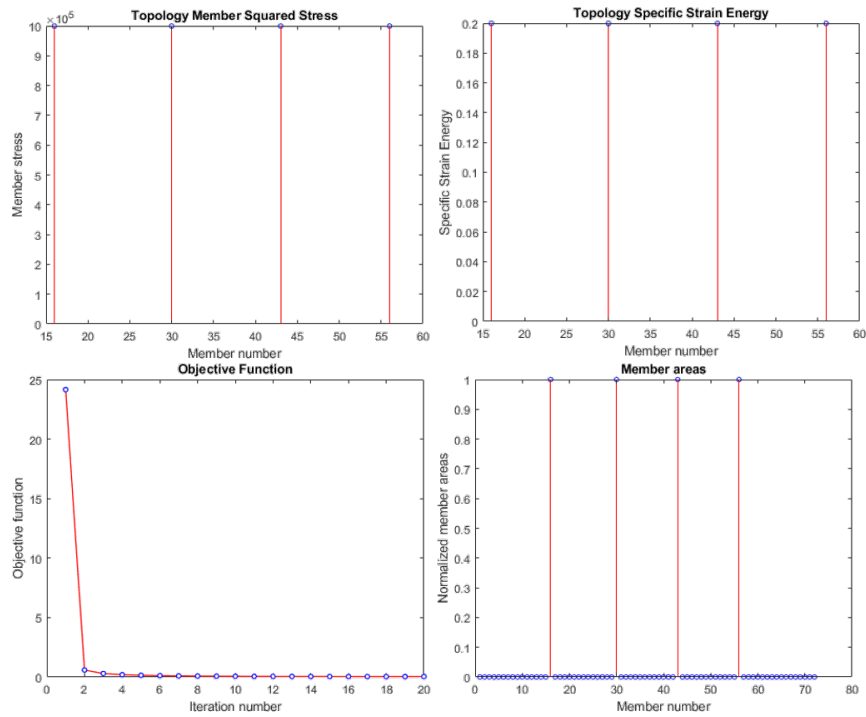 Topology Member Squared Stress
×10⁵
10
9
8
7
6
5
4
3
2
1
0
Member stress
15 20 25 30 35 40 45 50 55 60
Member number
Topology Specific Strain Energy
0.2
0.18
0.16
0.14
0.12
0.1
0.08
0.06
0.04
0.02
0
Specific Strain Energy
15 20 25 30 35 40 45 50 55 60
Member number
Objective Function
25
20
15
10
5
0
Objective function
0 2 4 6 8 10 12 14 16 18 20
Iteration number
Member areas
1
0.9
0.8
0.7
0.6
0.5
0.4
0.3
0.2
0.1
0
Normalized member areas
0 10 20 30 40 50 60 70 80
Member number